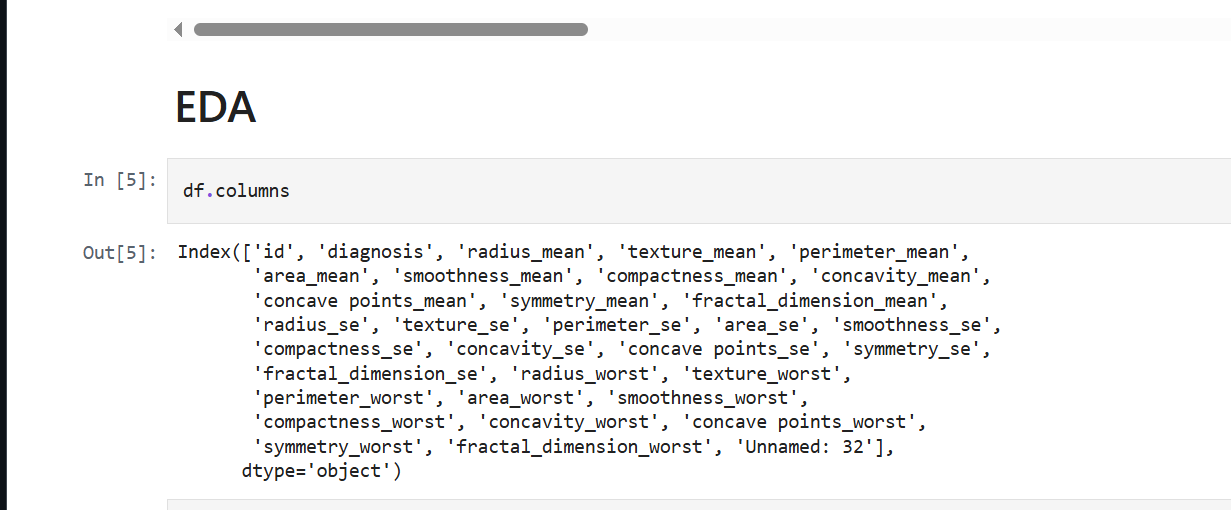 EDA
In [5]:
df.columns
Out[5]:
Index(['id', 'diagnosis', 'radius_mean', 'texture_mean', 'perimeter_mean',
'area_mean', 'smoothness_mean', 'compactness_mean', 'concavity_mean',
'concave points_mean', 'symmetry_mean', 'fractal_dimension_mean',
'radius_se', 'texture_se', 'perimeter_se', 'area_se', 'smoothness_se',
'compactness_se', 'concavity_se', 'concave points_se', 'symmetry_se',
'fractal_dimension_se', 'radius_worst', 'texture_worst',
'perimeter_worst', 'area_worst', 'smoothness_worst',
'compactness_worst', 'concavity_worst', 'concave points_worst',
'symmetry_worst', 'fractal_dimension_worst', 'Unnamed: 32'],
dtype='object')